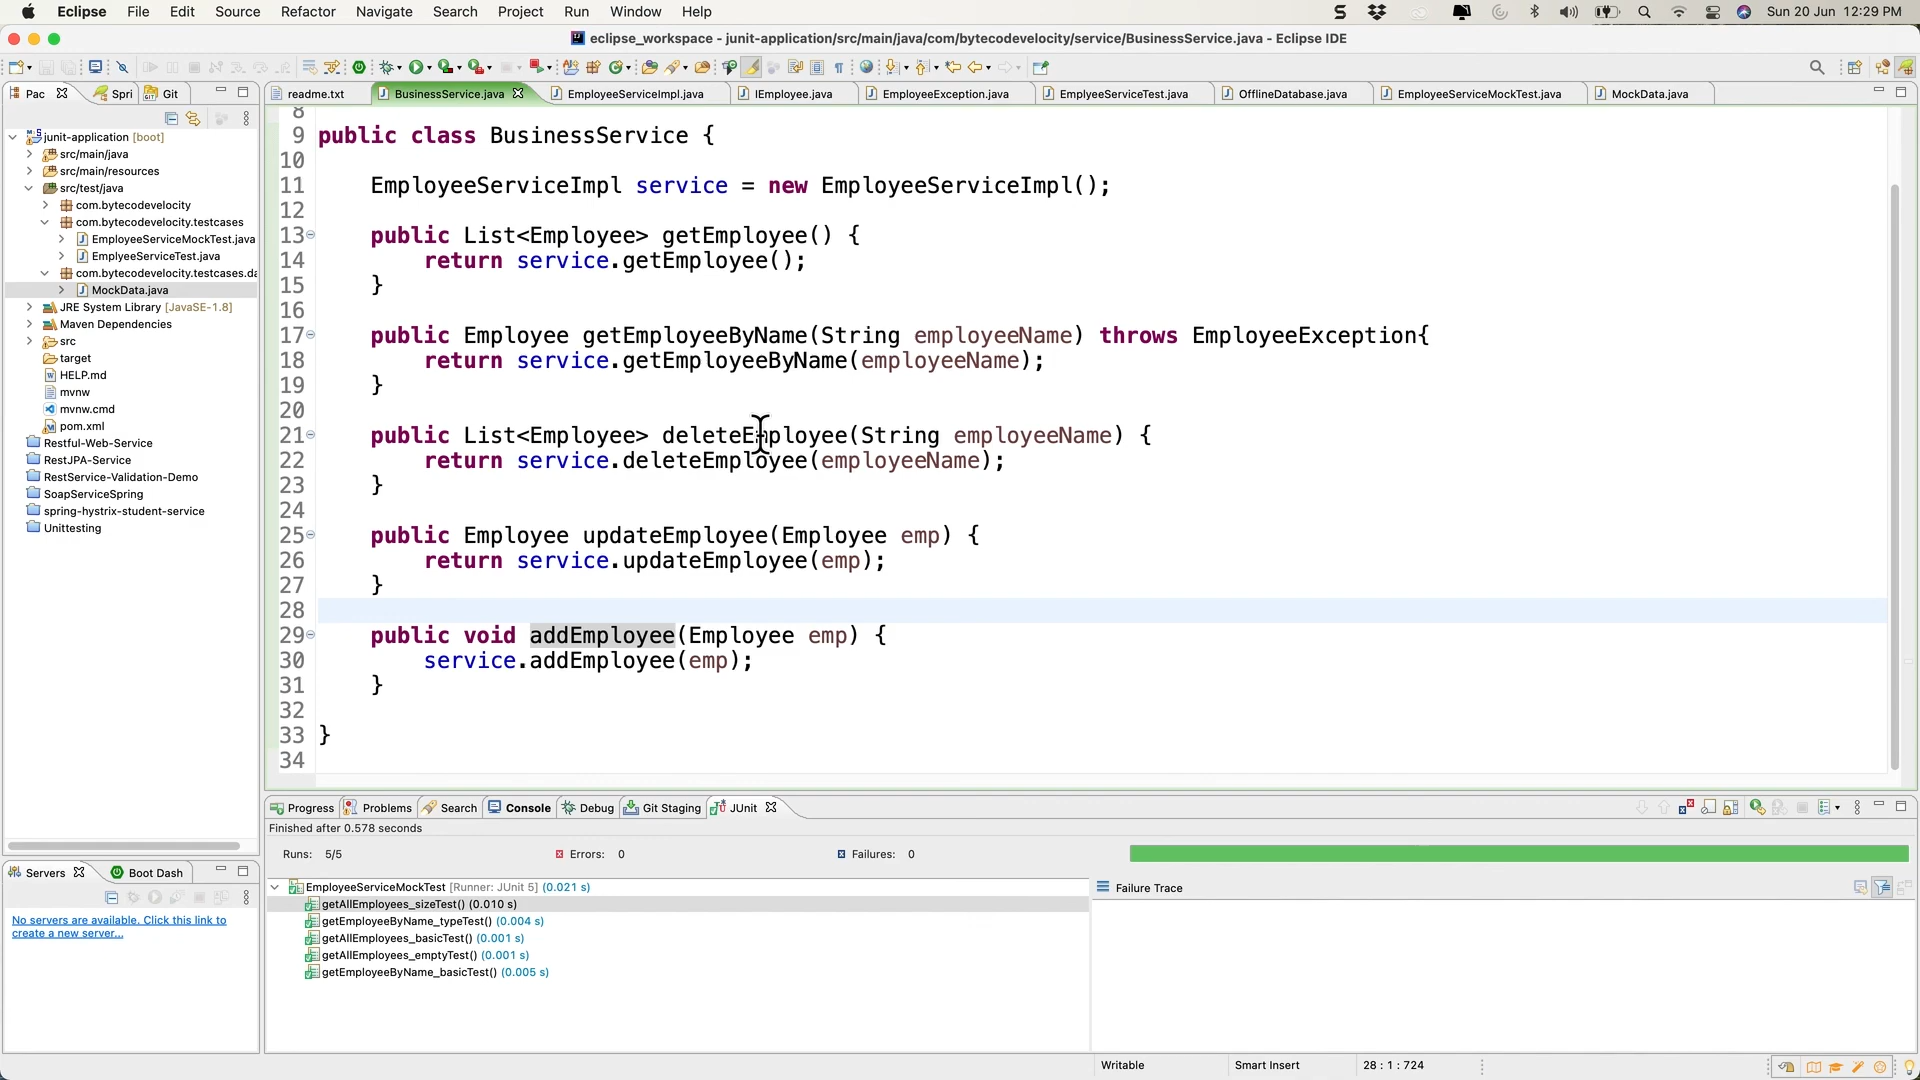 Eclipse File Edit Source Refactor Navigate Search Project Run Window Help Sun 20 Jun 12:29 PM
eclipse_workspace - junit-application/src/main/java/com/bytecodevelocity/service/BusinessService.java - Eclipse IDE
Pac Spri Git readme.txt BusinessService.java EmployeeServiceImpl.java IEmployee.java EmployeeException.java EmplyeeServiceTest.java OfflineDatabase.java EmployeeServiceMockTest.java MockData.java
junit-application [boot]
src/main/java
src/main/resources
src/test/java
com.bytecodevelocity
com.bytecodevelocity.testcases
EmployeeServiceMockTest.java
EmplyeeServiceTest.java
com.bytecodevelocity.testcases.da
MockData.java
JRE System Library [JavaSE-1.8]
Maven Dependencies
src
target
HELP.md
mvnw
mvnw.cmd
pom.xml
Restful-Web-Service
RestJPA-Service
RestService-Validation-Demo
SoapServiceSpring
spring-hystrix-student-service
Unittesting
8
9 public class BusinessService {
10
11 EmployeeServiceImpl service = new EmployeeServiceImpl();
12
13 public List<Employee> getEmployee() {
14 return service.getEmployee();
15 }
16
17 public Employee getEmployeeByName(String employeeName) throws EmployeeException{
18 return service.getEmployeeByName(employeeName);
19 }
20
21 public List<Employee> deleteEmployee(String employeeName) {
22 return service.deleteEmployee(employeeName);
23 }
24
25 public Employee updateEmployee(Employee emp) {
26 return service.updateEmployee(emp);
27 }
28
29 public void addEmployee(Employee emp) {
30 service.addEmployee(emp);
31 }
32
33 }
34
Progress Problems Search Console Debug Git Staging JUnit
Finished after 0.578 seconds
Runs: 5/5 Errors: 0 Failures: 0
EmployeeServiceMockTest [Runner: JUnit 5] (0.021 s)
getAllEmployees_sizeTest() (0.010 s)
getEmployeeByName_typeTest() (0.004 s)
getAllEmployees_basicTest() (0.001 s)
getAllEmployees_emptyTest() (0.001 s)
getEmployeeByName_basicTest() (0.005 s)
Failure Trace
Servers Boot Dash
No servers are available. Click this link to
create a new server...
Writable Smart Insert 28 : 1 : 724